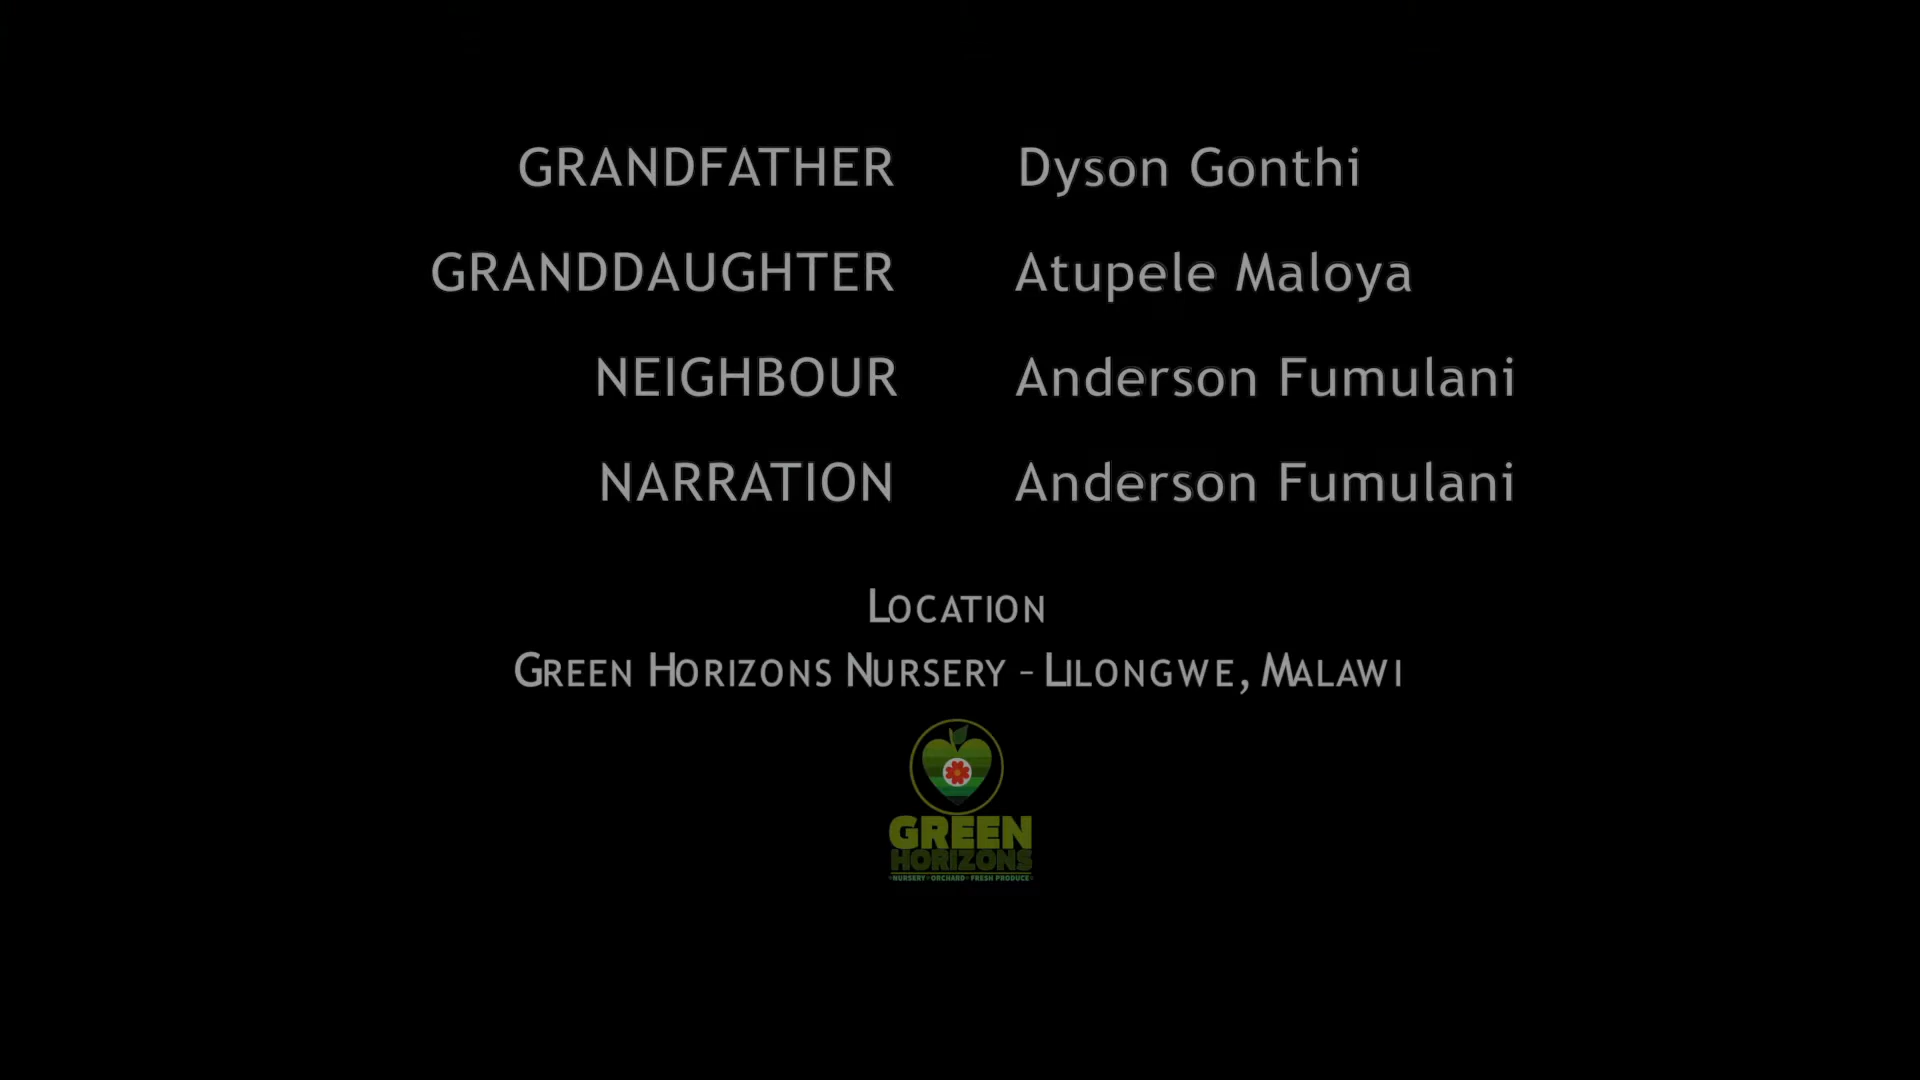 GRANDFATHER Dyson Gonthi
GRANDDAUGHTER Atupele Maloya
NEIGHBOUR Anderson Fumulani
NARRATION Anderson Fumulani
LOCATION
GREEN HORIZONS NURSERY – LILONGWE, MALAWI
GREEN
HORIZONS
NURSERY · ORCHARD · FRESH PRODUCE